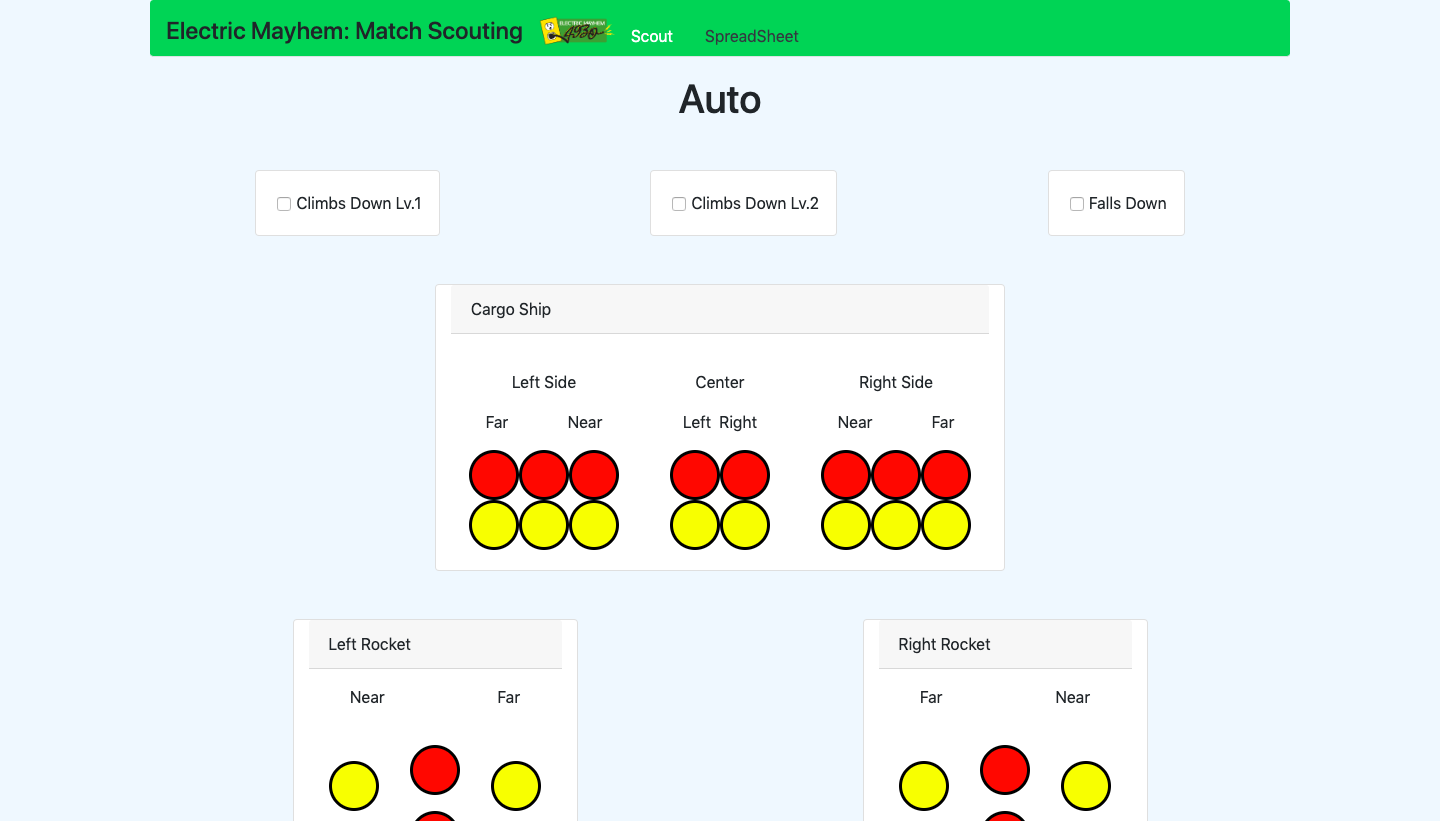 Electric Mayhem: Match Scouting ELECTRIC MAYHEM 4930 Scout SpreadSheet
Auto
Climbs Down Lv.1 Climbs Down Lv.2 Falls Down
Cargo Ship
Left Side Center Right Side
Far Near Left Right Near Far
Left Rocket Right Rocket
Near Far Far Near